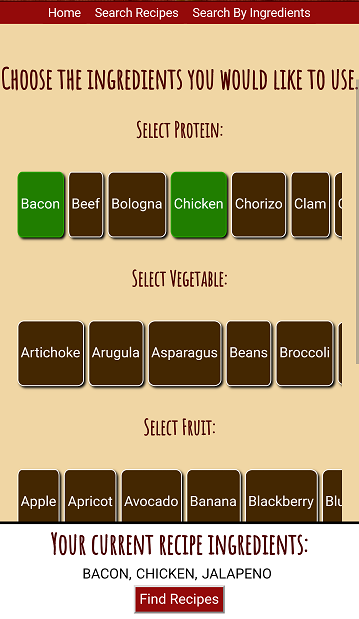 Home Search Recipes Search By Ingredients
Choose the ingredients you would like to use.
Select Protein:
Bacon Beef Bologna Chicken Chorizo Clam
Select Vegetable:
Artichoke Arugula Asparagus Beans Broccoli
Select Fruit:
Apple Apricot Avocado Banana Blackberry
Your current recipe ingredients:
BACON, CHICKEN, JALAPENO
Find Recipes